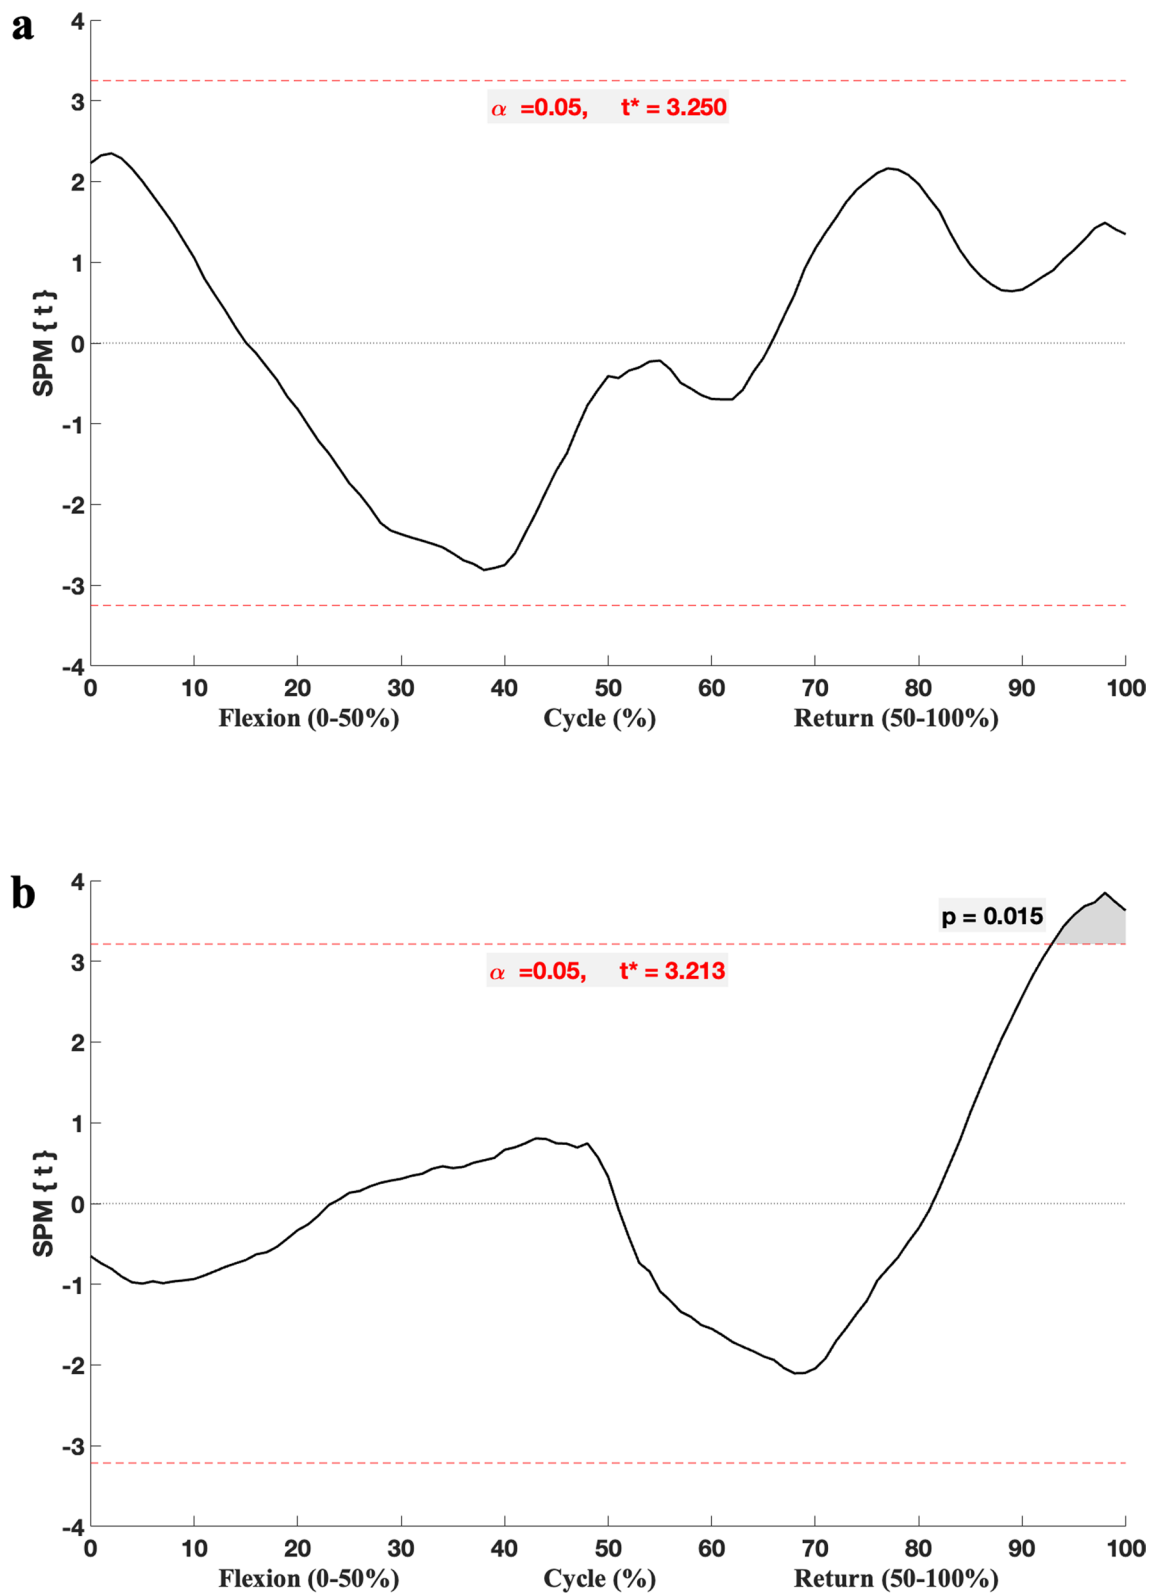 a
4
3
2
1
0
-1
-2
-3
-4
SPM { t }
α =0.05, t* = 3.250
0 10 20 30 40 50 60 70 80 90 100
Flexion (0-50%) Cycle (%) Return (50-100%)
b
4
3
2
1
0
-1
-2
-3
-4
SPM { t }
p = 0.015
α =0.05, t* = 3.213
0 10 20 30 40 50 60 70 80 90 100
Flexion (0-50%) Cycle (%) Return (50-100%)